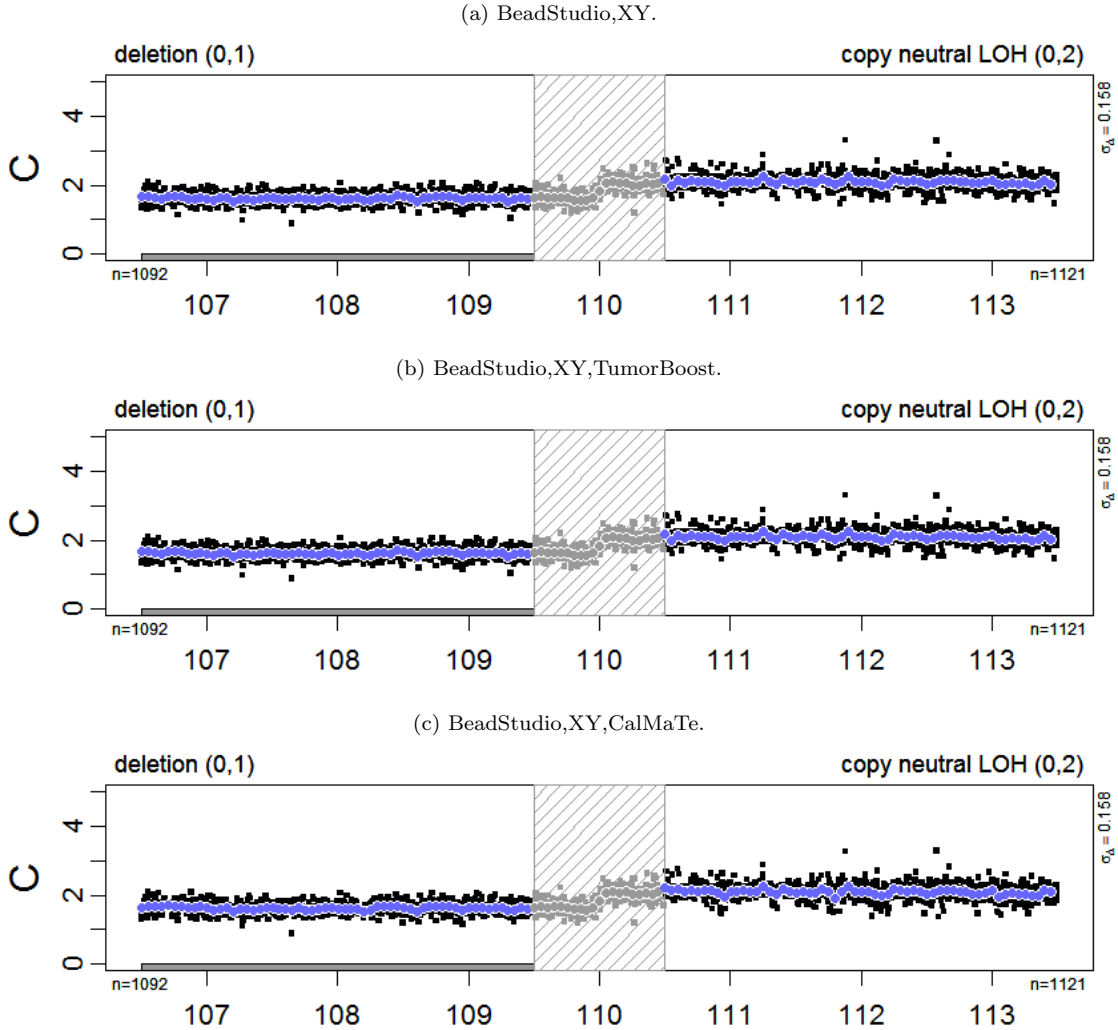 (a) BeadStudio,XY.
deletion (0,1)
copy neutral LOH (0,2)
C
4
2
0
σΔ = 0.158
n=1092
n=1121
107
108
109
110
111
112
113
(b) BeadStudio,XY,TumorBoost.
deletion (0,1)
copy neutral LOH (0,2)
C
4
2
0
σΔ = 0.158
n=1092
n=1121
107
108
109
110
111
112
113
(c) BeadStudio,XY,CalMaTe.
deletion (0,1)
copy neutral LOH (0,2)
C
4
2
0
σΔ = 0.158
n=1092
n=1121
107
108
109
110
111
112
113